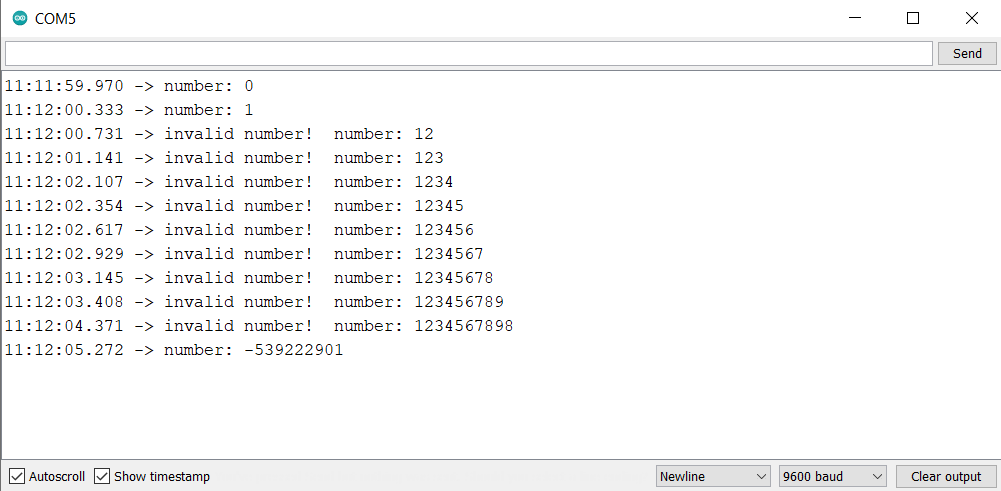 COM5
Send
11:11:59.970 -> number: 0
11:12:00.333 -> number: 1
11:12:00.731 -> invalid number!  number: 12
11:12:01.141 -> invalid number!  number: 123
11:12:02.107 -> invalid number!  number: 1234
11:12:02.354 -> invalid number!  number: 12345
11:12:02.617 -> invalid number!  number: 123456
11:12:02.929 -> invalid number!  number: 1234567
11:12:03.145 -> invalid number!  number: 12345678
11:12:03.408 -> invalid number!  number: 123456789
11:12:04.371 -> invalid number!  number: 1234567898
11:12:05.272 -> number: -539222901
Autoscroll Show timestamp Newline 9600 baud Clear output